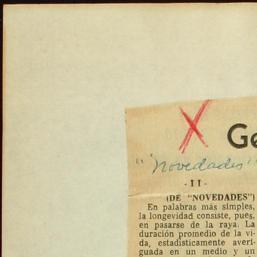 X
Ge
"Novedades"
-II-
(DE "NOVEDADES")
En palabras más simples,
la longevidad consiste, pues,
en pasarse de la raya. La
duración promedio de la vi-
da, estadísticamente averi-
guada en un medio y un